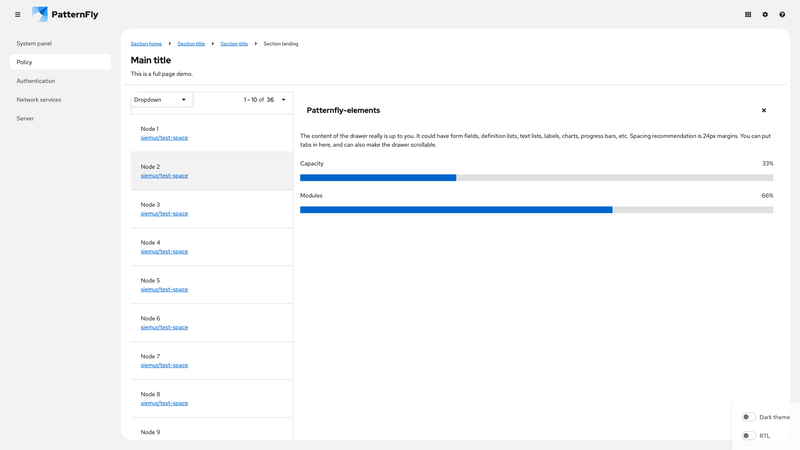 PatternFly
System panel
Policy
Authentication
Network services
Server
Section home
Section title
Section title
Section landing
Main title
This is a full page demo.
Dropdown
1 - 10 of 36
Node 1
siemur/test-space
Node 2
siemur/test-space
Node 3
siemur/test-space
Node 4
siemur/test-space
Node 5
siemur/test-space
Node 6
siemur/test-space
Node 7
siemur/test-space
Node 8
siemur/test-space
Node 9
Patternfly-elements
The content of the drawer really is up to you. It could have form fields, definition lists, text lists, labels, charts, progress bars, etc. Spacing recommendation is 24px margins. You can put
tabs in here, and can also make the drawer scrollable.
Capacity 33%
Modules 66%
Dark theme
RTL